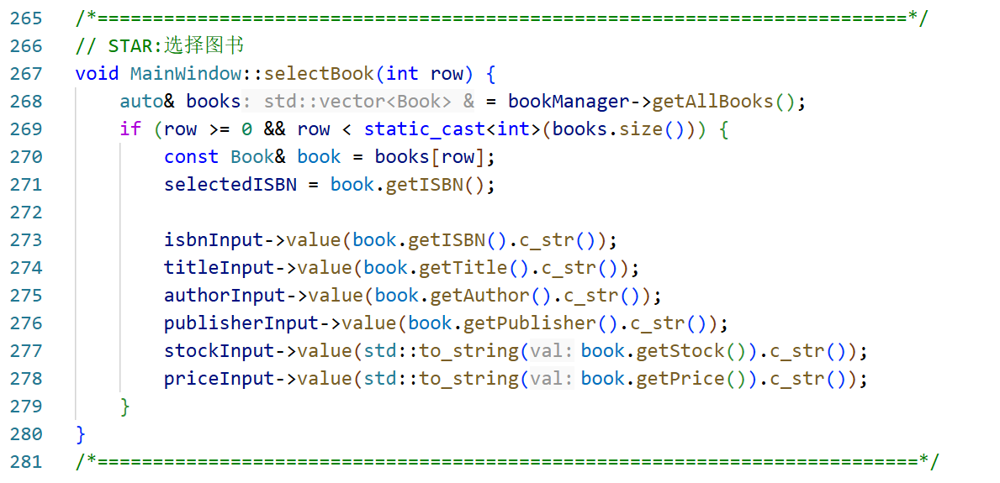 265 /*=========================================================================*/
266 // STAR:选择图书
267 void MainWindow::selectBook(int row) {
268     auto& books: std::vector<Book> & = bookManager->getAllBooks();
269     if (row >= 0 && row < static_cast<int>(books.size())) {
270         const Book& book = books[row];
271         selectedISBN = book.getISBN();
272
273         isbnInput->value(book.getISBN().c_str());
274         titleInput->value(book.getTitle().c_str());
275         authorInput->value(book.getAuthor().c_str());
276         publisherInput->value(book.getPublisher().c_str());
277         stockInput->value(std::to_string(val: book.getStock()).c_str());
278         priceInput->value(std::to_string(val: book.getPrice()).c_str());
279     }
280 }
281 /*==========================================================================*/